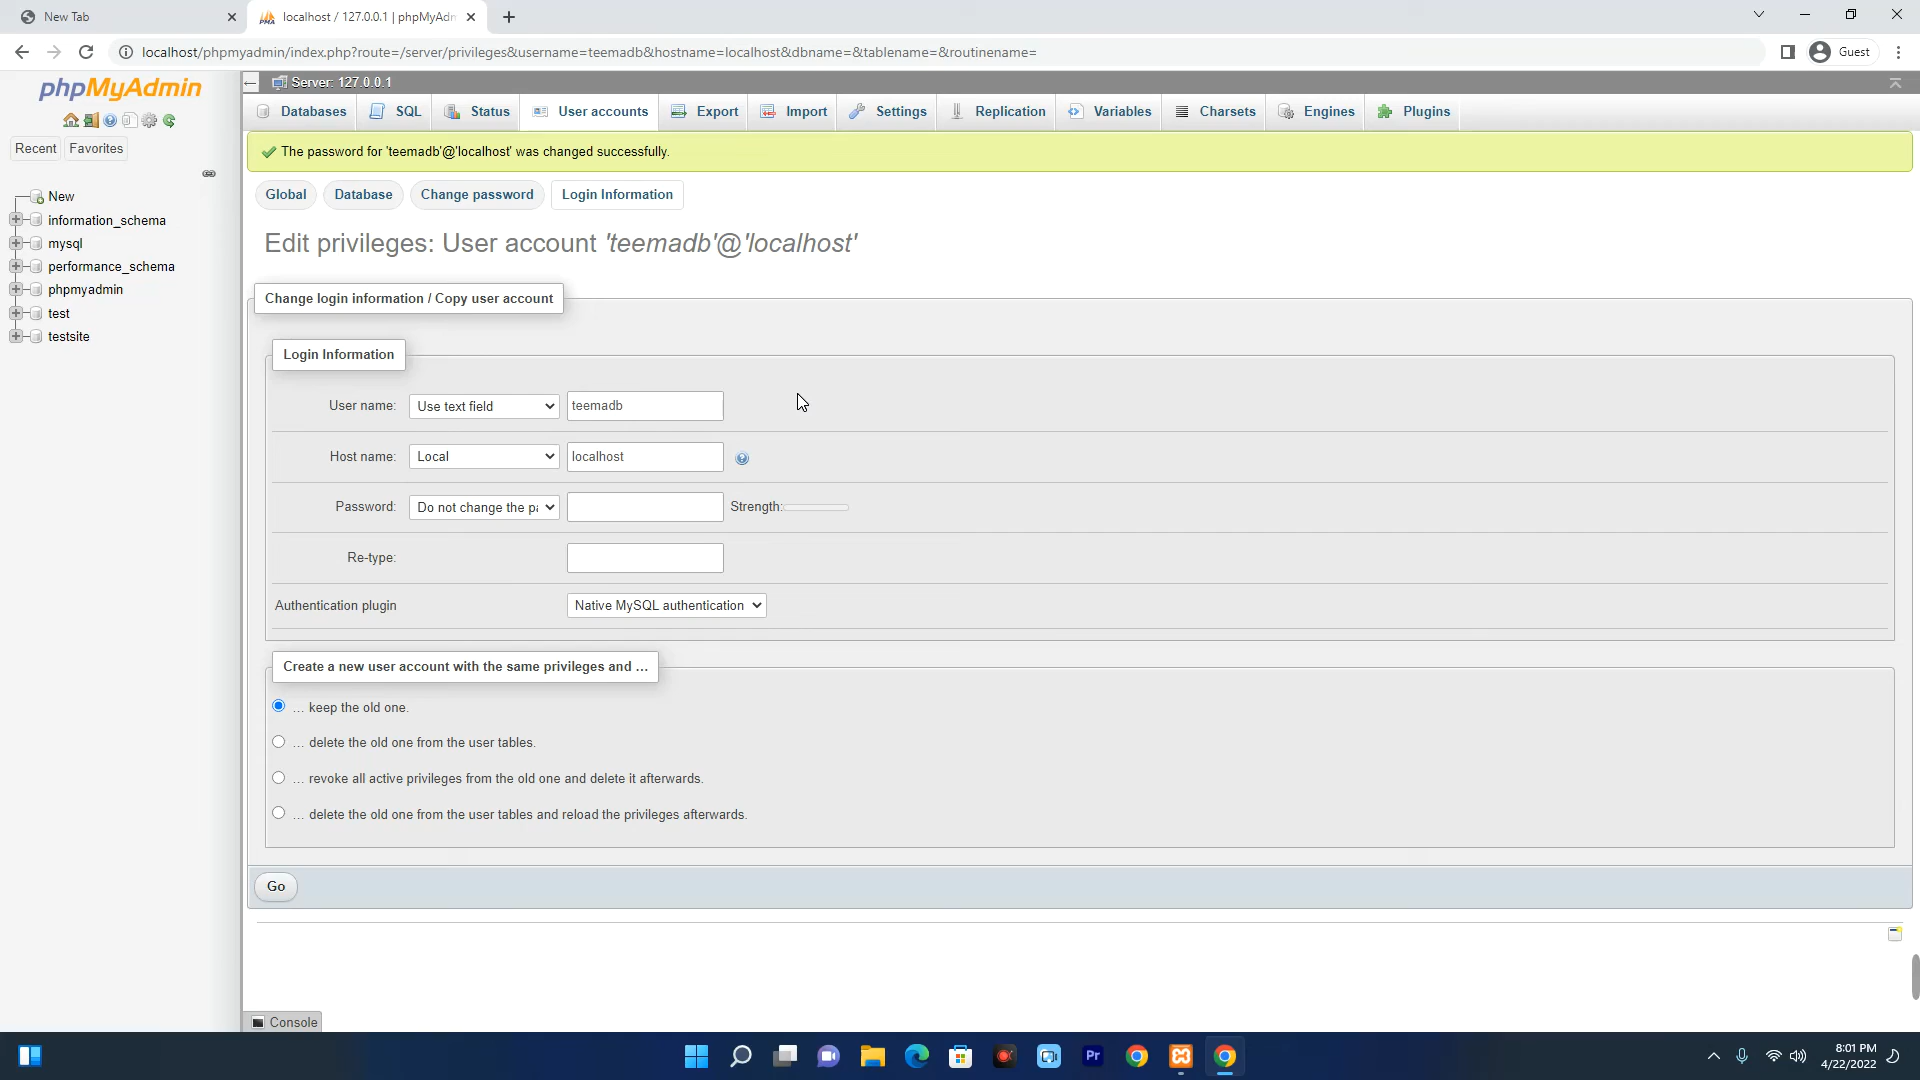 New Tab
localhost / 127.0.0.1 | phpMyAdn
localhost/phpmyadmin/index.php?route=/server/privileges&username=teemadb&hostname=localhost&dbname=&tablename=&routinename=
Guest
phpMyAdmin
Recent
Favorites
New
information_schema
mysql
performance_schema
phpmyadmin
test
testsite
Server: 127.0.0.1
Databases
SQL
Status
User accounts
Export
Import
Settings
Replication
Variables
Charsets
Engines
Plugins
The password for 'teemadb'@'localhost' was changed successfully.
Global
Database
Change password
Login Information
Edit privileges: User account 'teemadb'@'localhost'
Change login information / Copy user account
Login Information
User name: Use text field teemadb
Host name: Local localhost
Password: Do not change the pa Strength:
Re-type:
Authentication plugin Native MySQL authentication
Create a new user account with the same privileges and ...
... keep the old one.
... delete the old one from the user tables.
... revoke all active privileges from the old one and delete it afterwards.
... delete the old one from the user tables and reload the privileges afterwards.
Go
Console
Pr
8:01 PM
4/22/2022